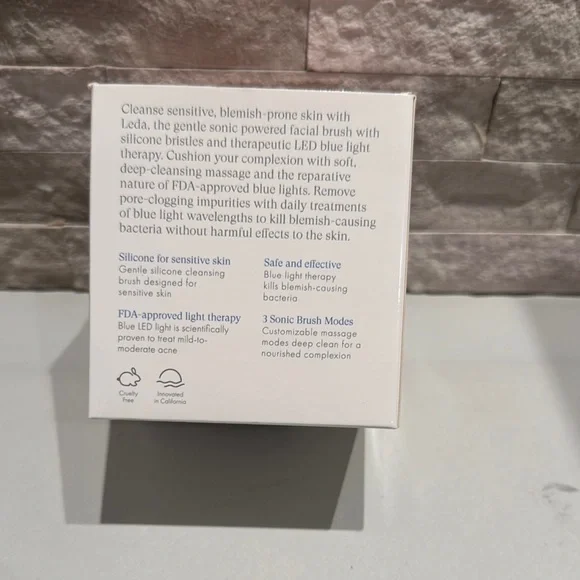 Cleanse sensitive, blemish-prone skin with
Leda, the gentle sonic powered facial brush with
silicone bristles and therapeutic LED blue light
therapy. Cushion your complexion with soft,
deep-cleansing massage and the reparative
nature of FDA-approved blue lights. Remove
pore-clogging impurities with daily treatments
of blue light wavelengths to kill blemish-causing
bacteria without harmful effects to the skin.
Silicone for sensitive skin
Gentle silicone cleansing
brush designed for
sensitive skin
Safe and effective
Blue light therapy
kills blemish-causing
bacteria
FDA-approved light therapy
Blue LED light is scientifically
proven to treat mild-to-
moderate acne
3 Sonic Brush Modes
Customizable massage
modes deep clean for a
nourished complexion
Cruelty
Free
Innovated
in California